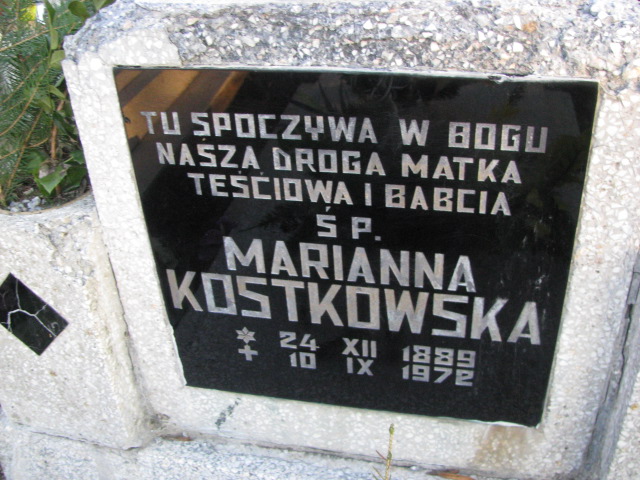 TU SPOCZYWA W BOGU
NASZA DROGA MATKA
TEŚCIOWA I BABCIA
Ś P.
MARIANNA
KOSTKOWSKA
* 24 XII 1889
+ 10 IX 1972